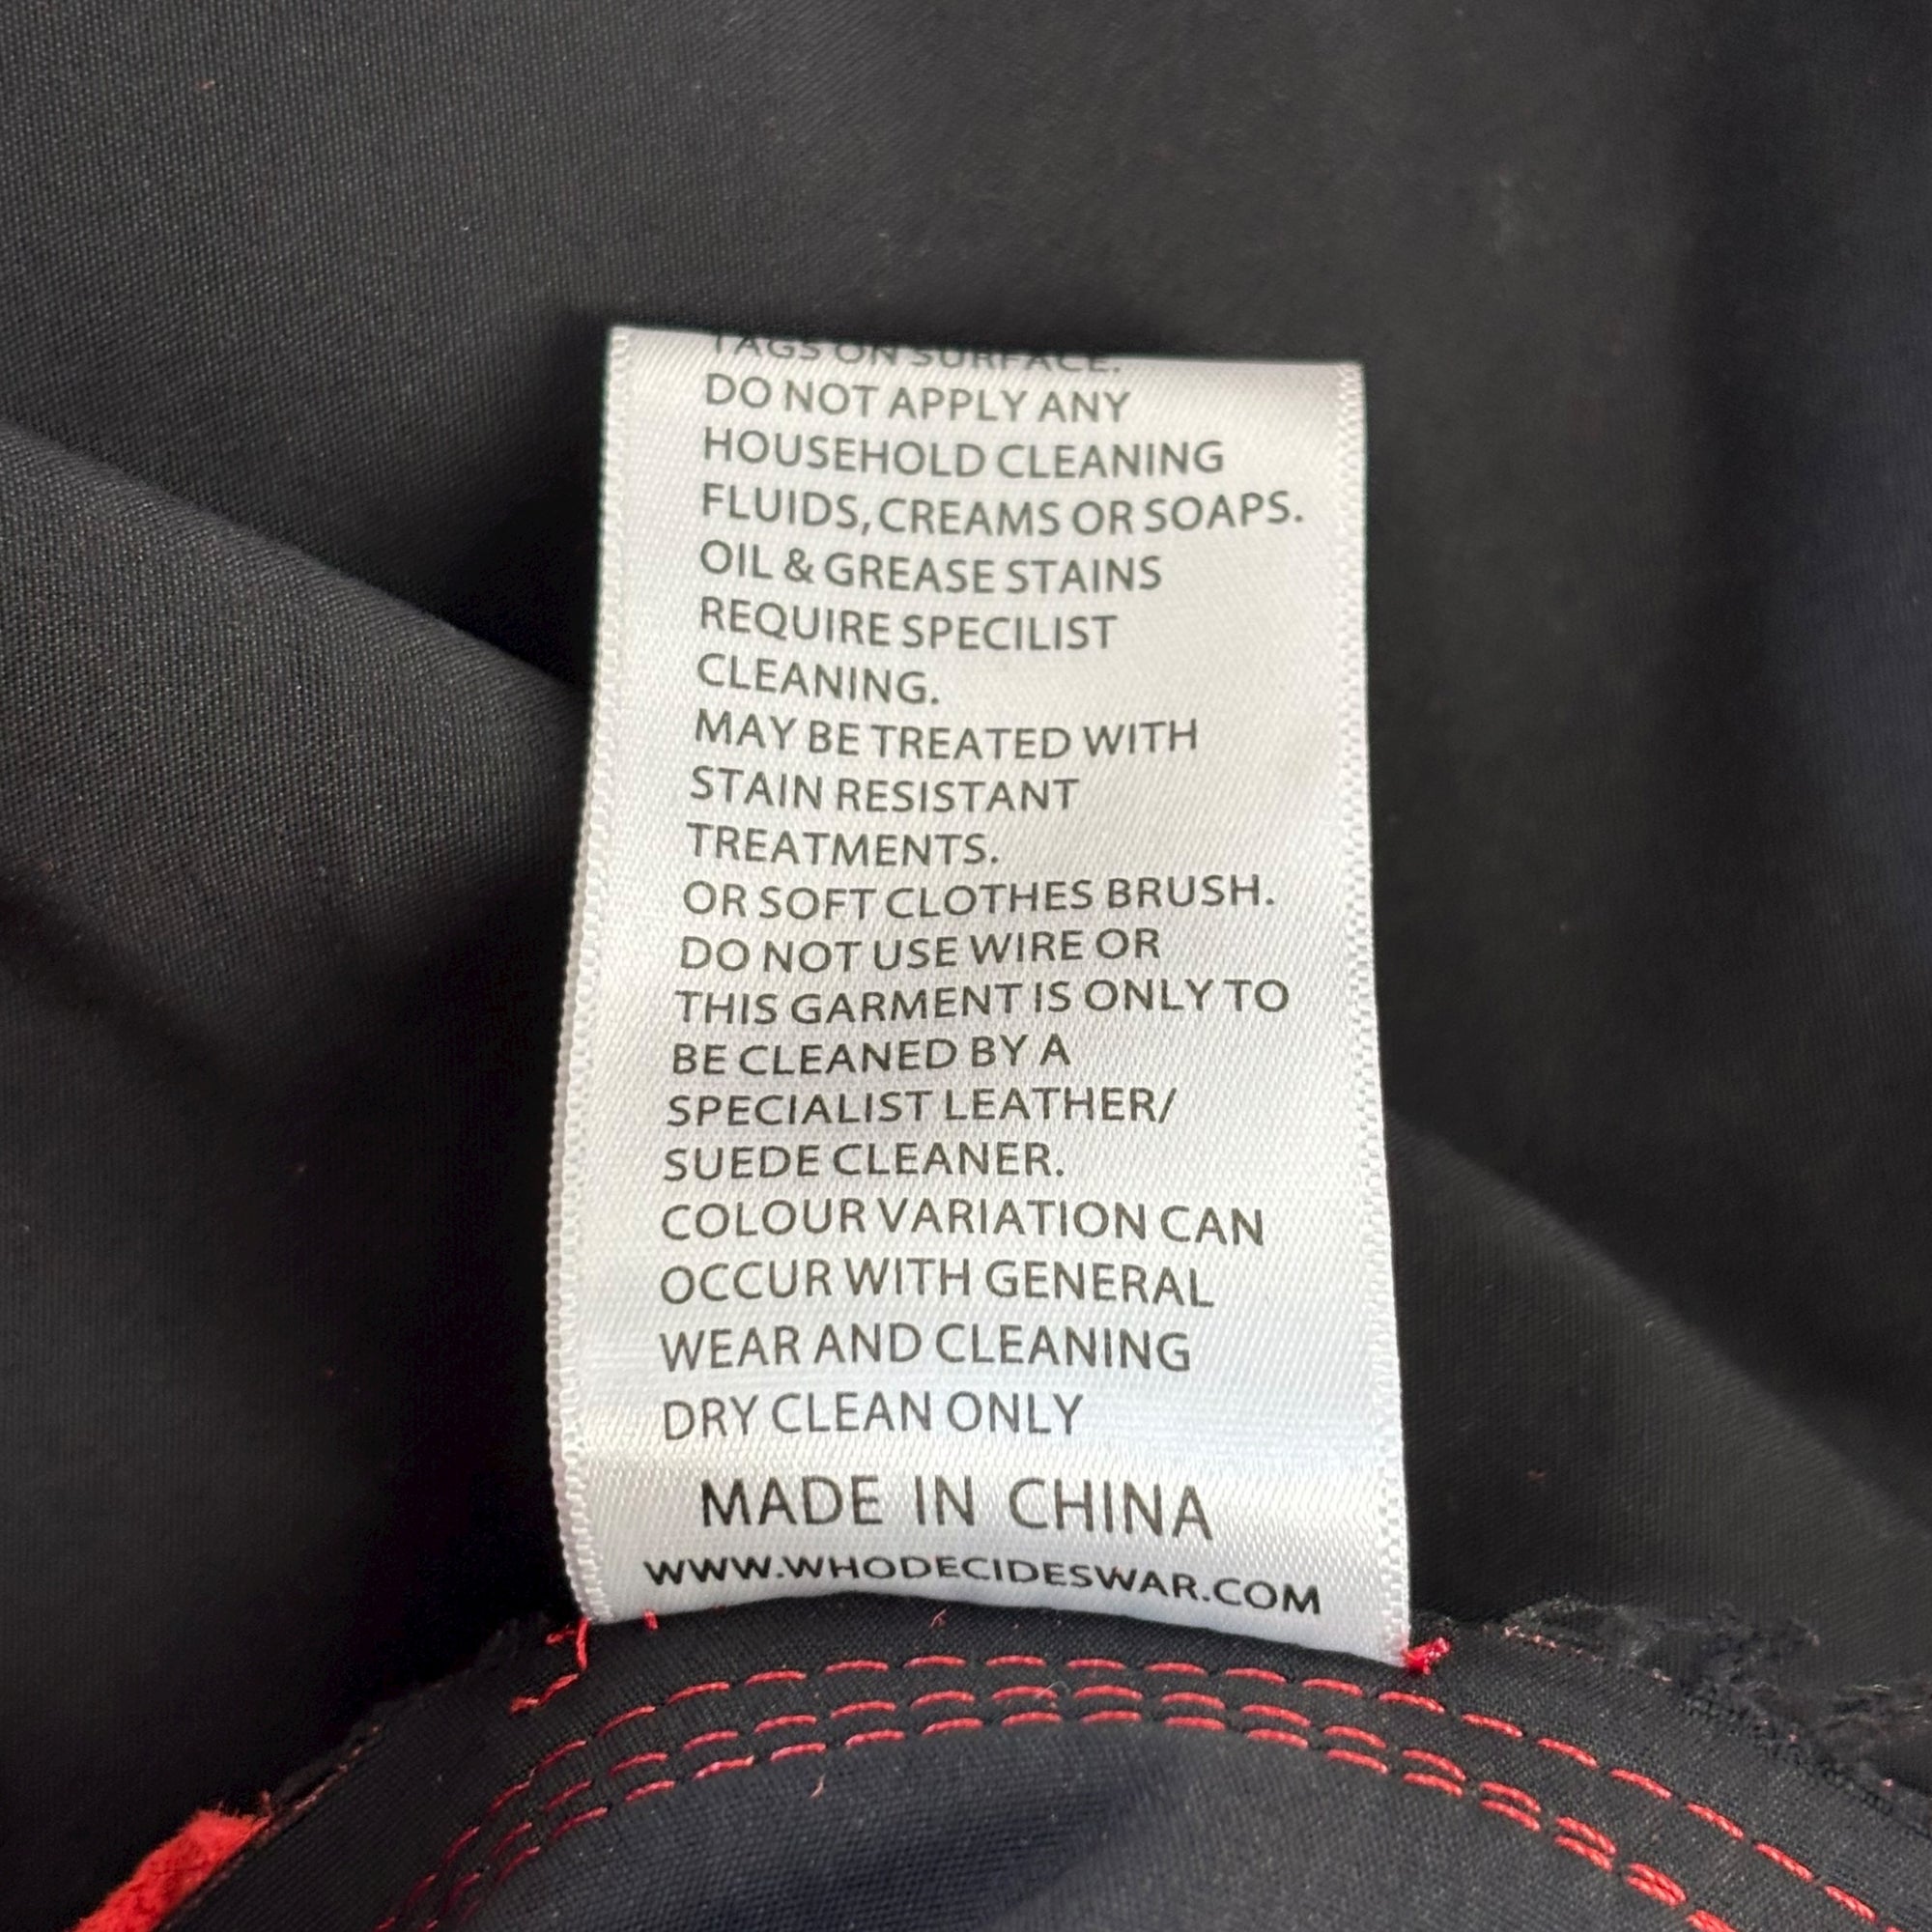 TAGS ON SURFACE.
DO NOT APPLY ANY
HOUSEHOLD CLEANING
FLUIDS, CREAMS OR SOAPS.
OIL & GREASE STAINS
REQUIRE SPECILIST
CLEANING.
MAY BE TREATED WITH
STAIN RESISTANT
TREATMENTS.
OR SOFT CLOTHES BRUSH.
DO NOT USE WIRE OR
THIS GARMENT IS ONLY TO
BE CLEANED BY A
SPECIALIST LEATHER/
SUEDE CLEANER.
COLOUR VARIATION CAN
OCCUR WITH GENERAL
WEAR AND CLEANING
DRY CLEAN ONLY
MADE IN CHINA
WWW.WHODECIDESWAR.COM